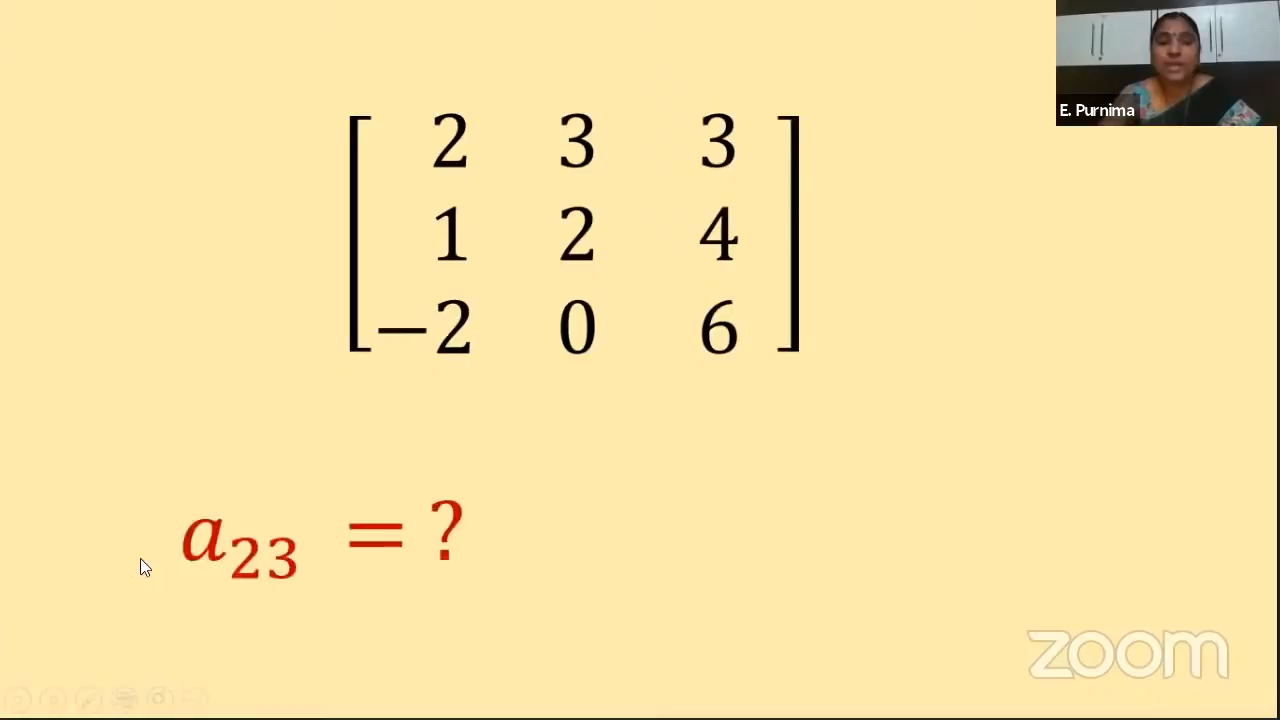 E. Purnima
2 3 3
1 2 4
−2 0 6
a₂₃ = ?
zoom